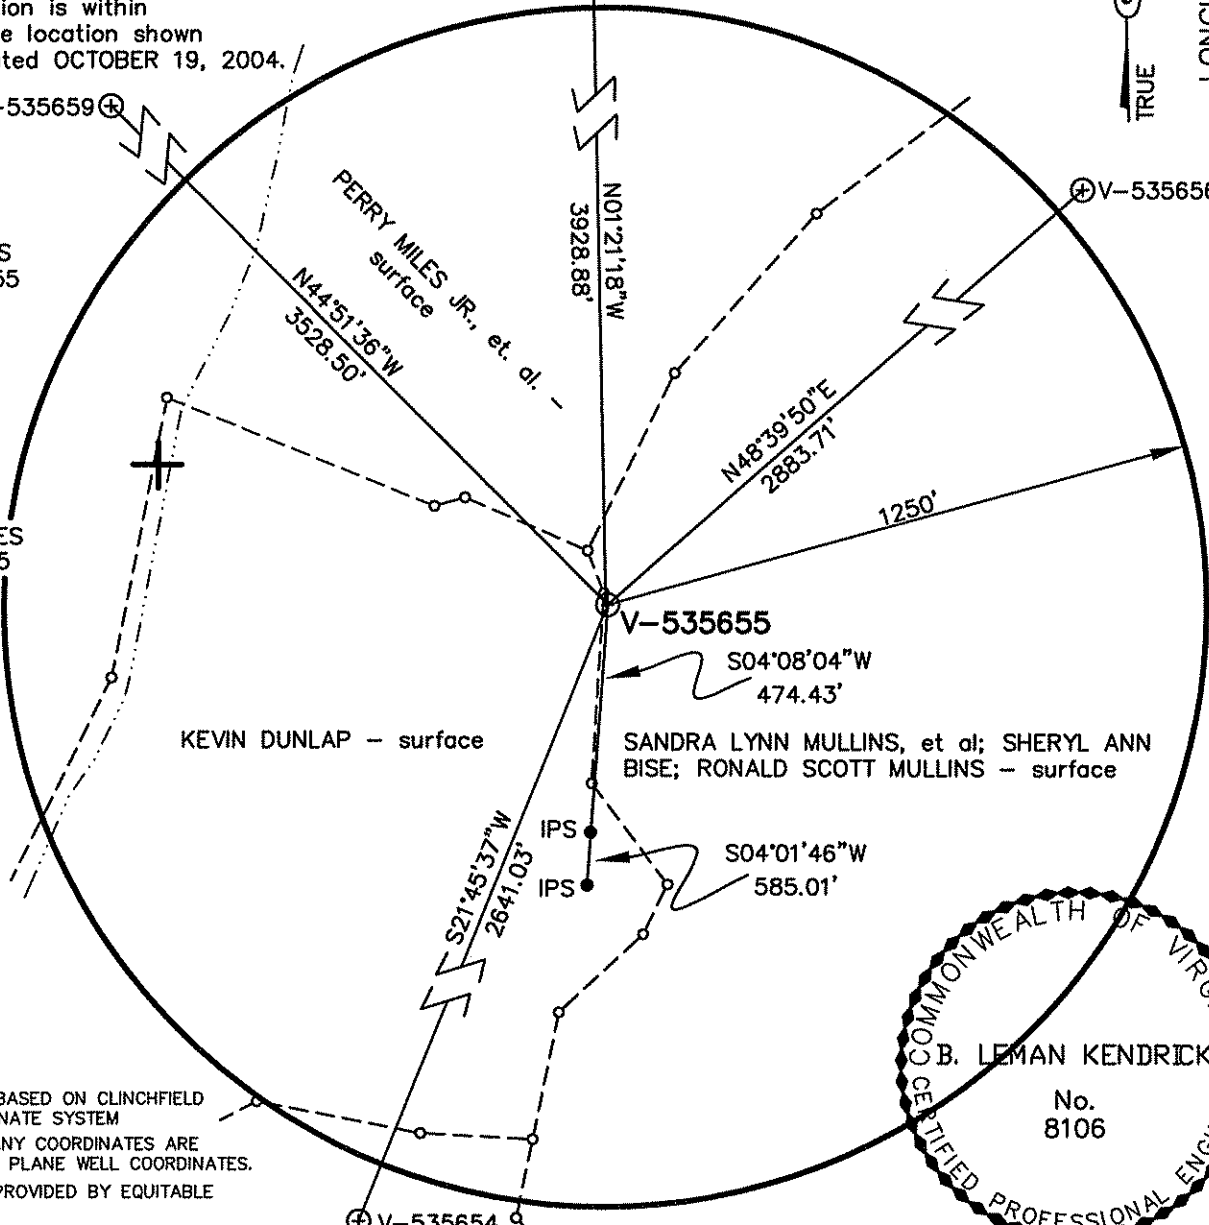 ion is within
e location shown
ted OCTOBER 19, 2004.
-535659
TRUE
V-535656
PERRY MILES JR., et. al. -
surface
N01°21'18"W
3928.88'
N44°51'36"W
3528.50'
N48°39'50"E
2883.71'
1250'
S
55
ES
5
V-535655
S04°08'04"W
474.43'
KEVIN DUNLAP - surface
SANDRA LYNN MULLINS, et al; SHERYL ANN
BISE; RONALD SCOTT MULLINS - surface
IPS
IPS
S04°01'46"W
585.01'
S21°45'37"W
2641.03'
COMMONWEALTH OF VIRG
B. LEMAN KENDRICK
No.
8106
CERTIFIED PROFESSIONAL ENG
BASED ON CLINCHFIELD
NATE SYSTEM
ANY COORDINATES ARE
PLANE WELL COORDINATES.
PROVIDED BY EQUITABLE
V-535654